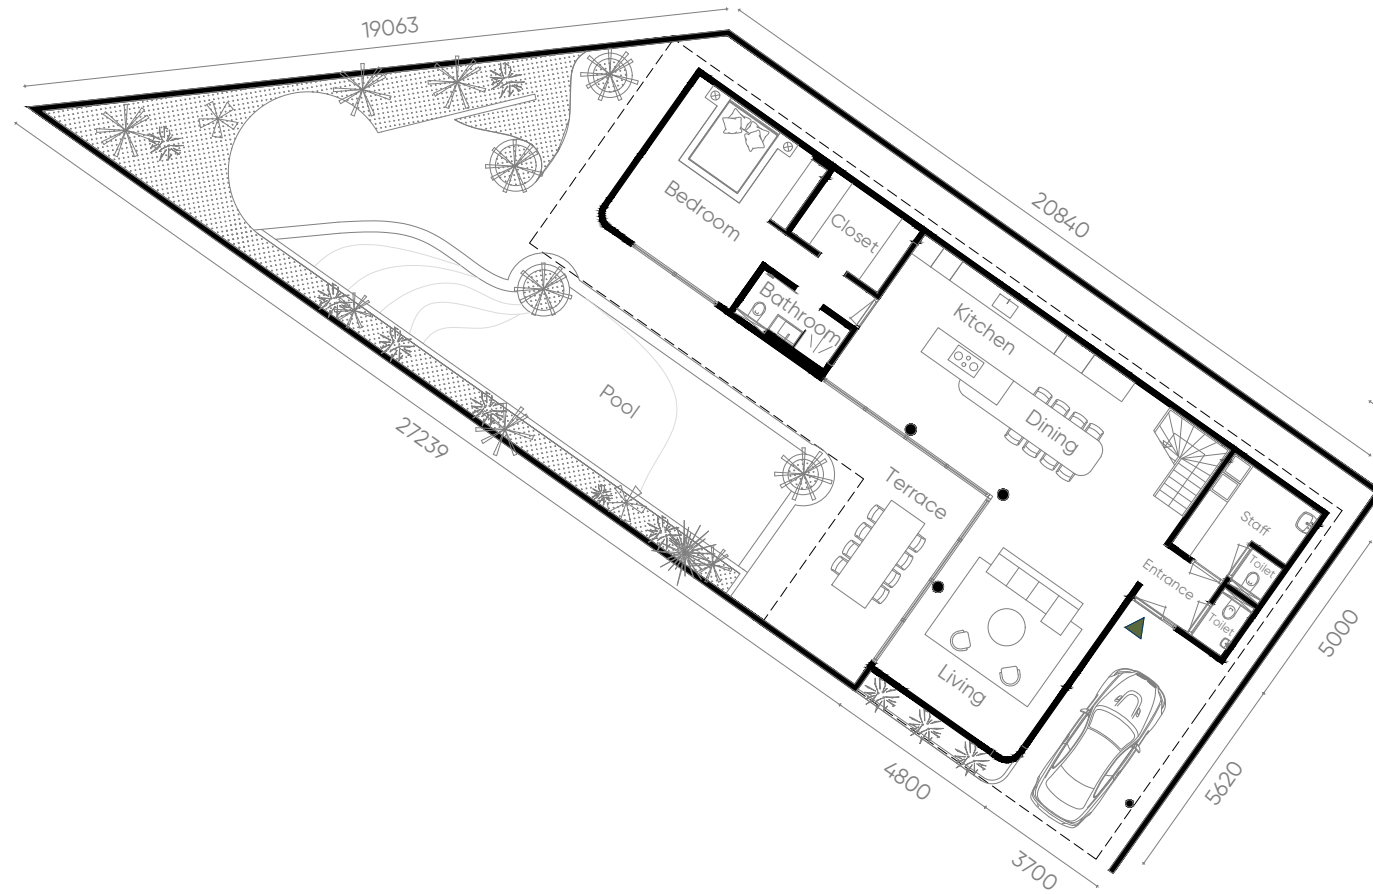 19063
20840
Bedroom
Closet
Bathroom
Kitchen
Dining
Pool
27239
Terrace
Staff
Toilet
Entrance
Toilet
Living
5000
5620
4800
3700